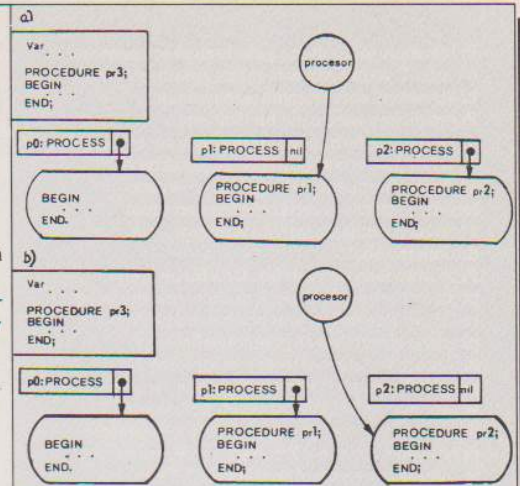 a)
Var
. . . .
PROCEDURE pr3;
BEGIN
. . . .
END;
procesor
p0: PROCESS
p1: PROCESS nil
p2: PROCESS
BEGIN
. . . .
END.
PROCEDURE pr1;
BEGIN
. . . .
END;
PROCEDURE pr2;
BEGIN
. . . .
END;
b)
Var
. . . .
PROCEDURE pr3;
BEGIN
. . . .
END;
procesor
p0: PROCESS
p1: PROCESS
p2: PROCESS nil
BEGIN
. . . .
END.
PROCEDURE pr1;
BEGIN
. . . .
END;
PROCEDURE pr2;
BEGIN
. . . .
END;